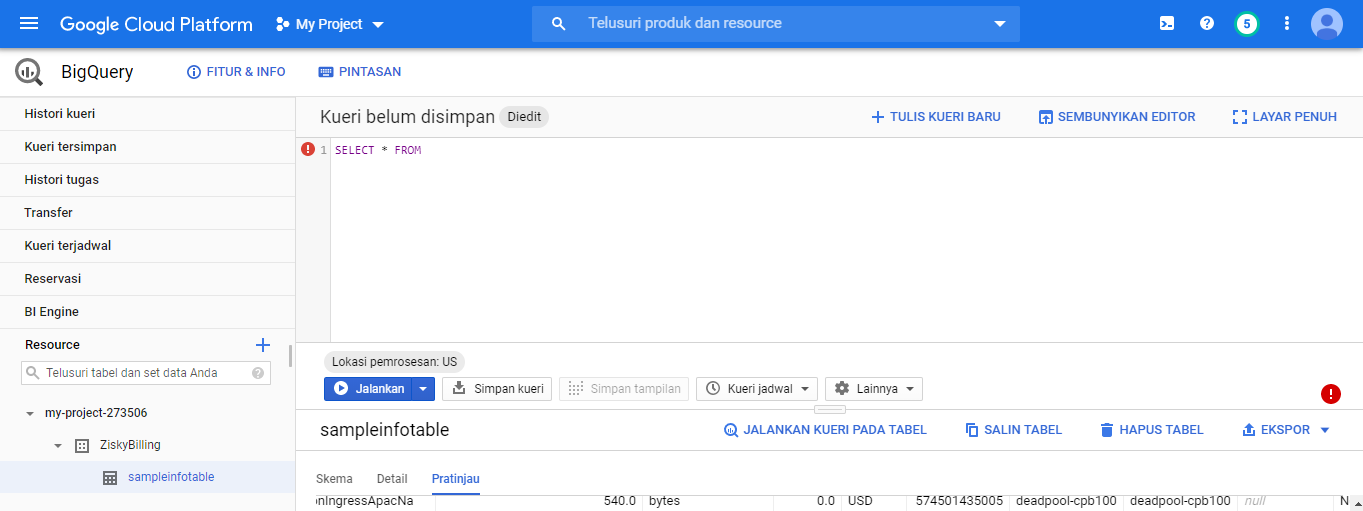 Google Cloud Platform My Project Telusuri produk dan resource 5
BigQuery FITUR & INFO PINTASAN
Histori kueri
Kueri tersimpan
Histori tugas
Transfer
Kueri terjadwal
Reservasi
BI Engine
Resource
Telusuri tabel dan set data Anda
my-project-273506
ZiskyBilling
sampleinfotable
Kueri belum disimpan Diedit TULIS KUERI BARU SEMBUNYIKAN EDITOR LAYAR PENUH
1 SELECT * FROM
Lokasi pemrosesan: US
Jalankan Simpan kueri Simpan tampilan Kueri jadwal Lainnya
sampleinfotable JALANKAN KUERI PADA TABEL SALIN TABEL HAPUS TABEL EKSPOR
Skema Detail Pratinjau
onIngressApacNa 540.0 bytes 0.0 USD 574501435005 deadpool-cpb100 deadpool-cpb100 null N